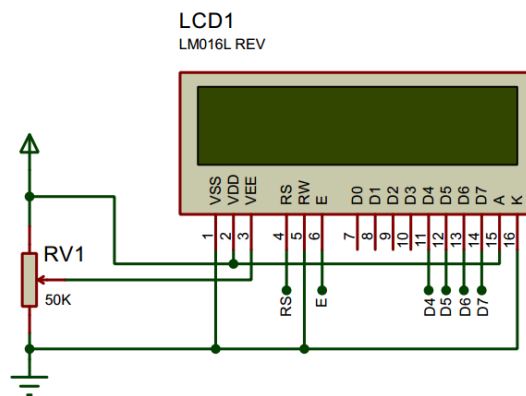 LCD1
LM016L REV
VSS
VDD
VEE
RS
RW
E
D0
D1
D2
D3
D4
D5
D6
D7
A
K
1
2
3
4
5
6
7
8
9
10
11
12
13
14
15
16
RV1
50K
RS
E
D4
D5
D6
D7